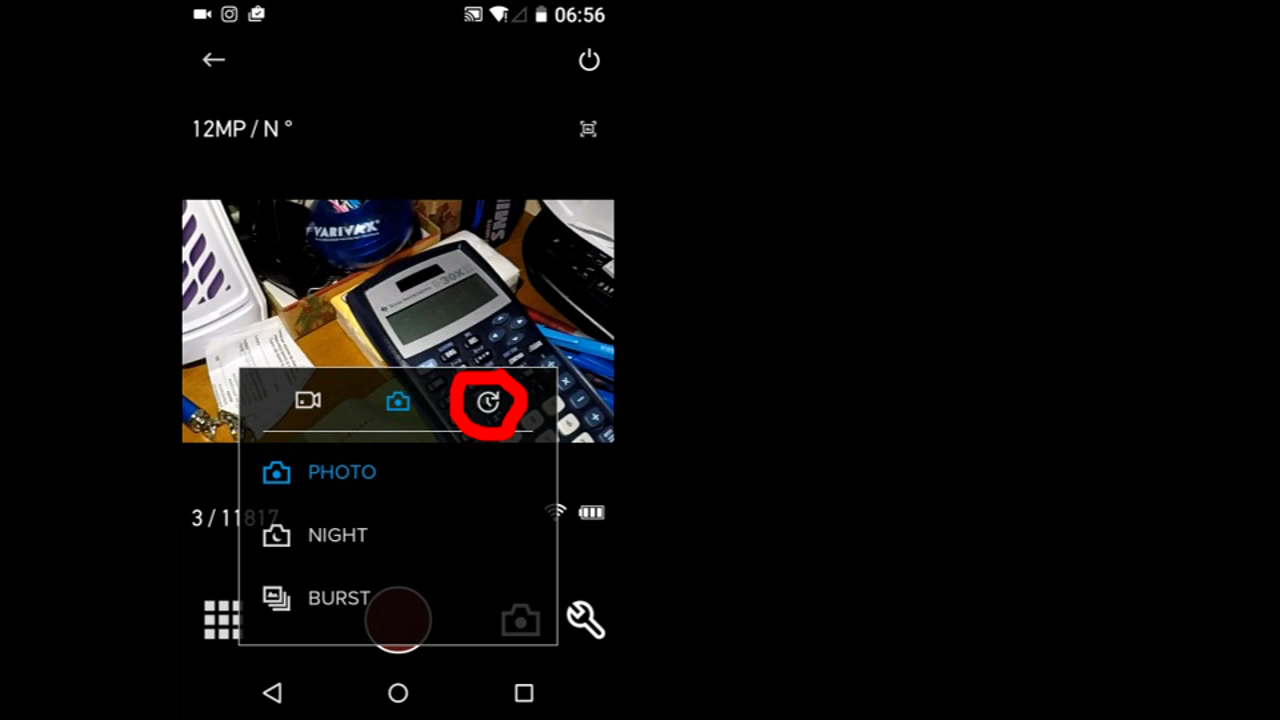 06:56
12MP / N °
VARIVAX®
30X
PHOTO
3 / 11817
NIGHT
BURST